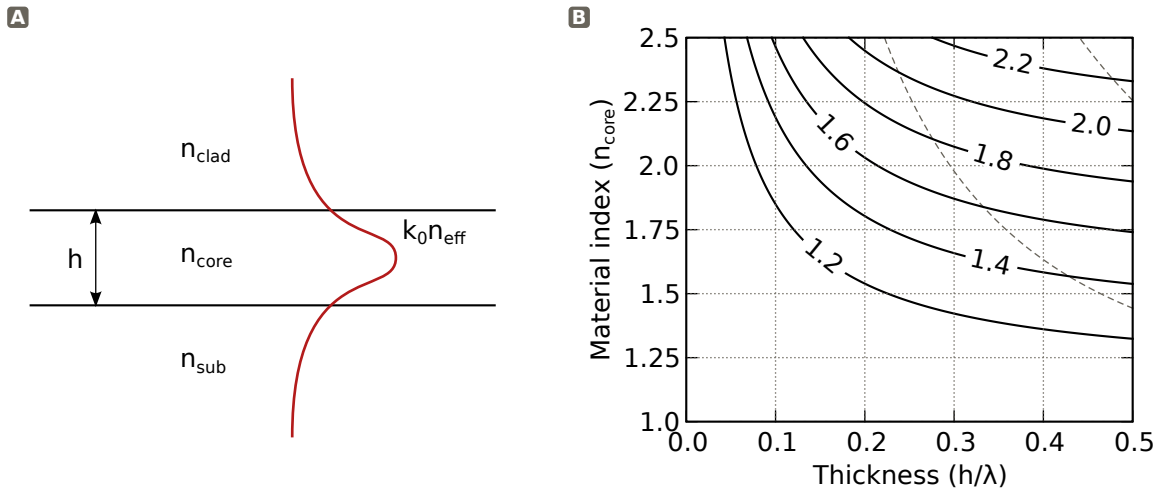 A
n_clad
k_0n_eff
h
n_core
n_sub
B
Material index (n_core)
2.5
2.25
2.0
1.75
1.5
1.25
1.0
2.2
2.0
1.8
1.6
1.4
1.2
0.0 0.1 0.2 0.3 0.4 0.5
Thickness (h/λ)